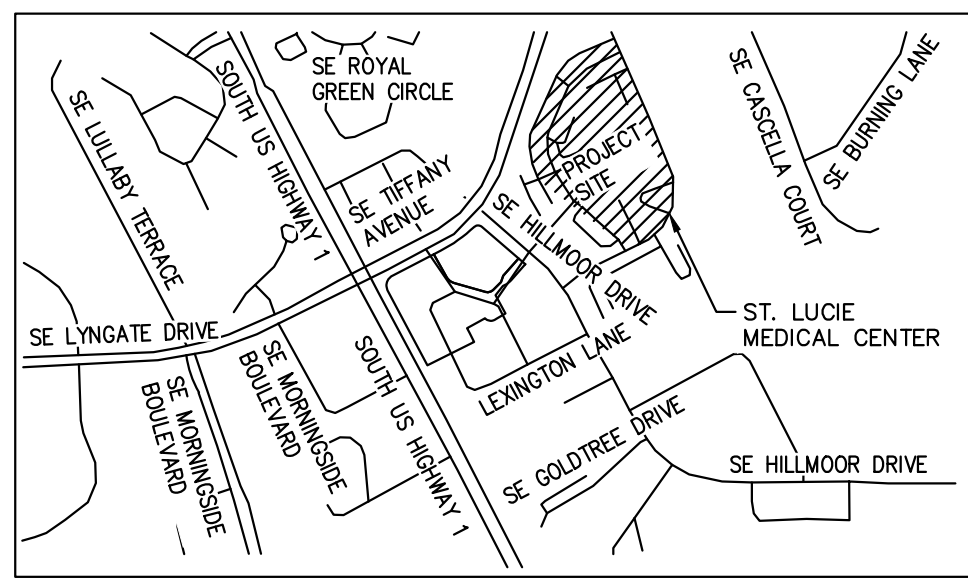 SE ROYAL
GREEN CIRCLE
SOUTH US HIGHWAY 1
SE LULLABY TERRACE
SE TIFFANY
AVENUE
PROJECT
SITE
SE CASCELLA COURT
SE BURNING LANE
SE HILLMOOR DRIVE
ST. LUCIE
MEDICAL CENTER
SE LYNGATE DRIVE
SE MORNINGSIDE
BOULEVARD
SE MORNINGSIDE
BOULEVARD
SOUTH US HIGHWAY 1
LEXINGTON LANE
SE GOLDTREE DRIVE
SE HILLMOOR DRIVE